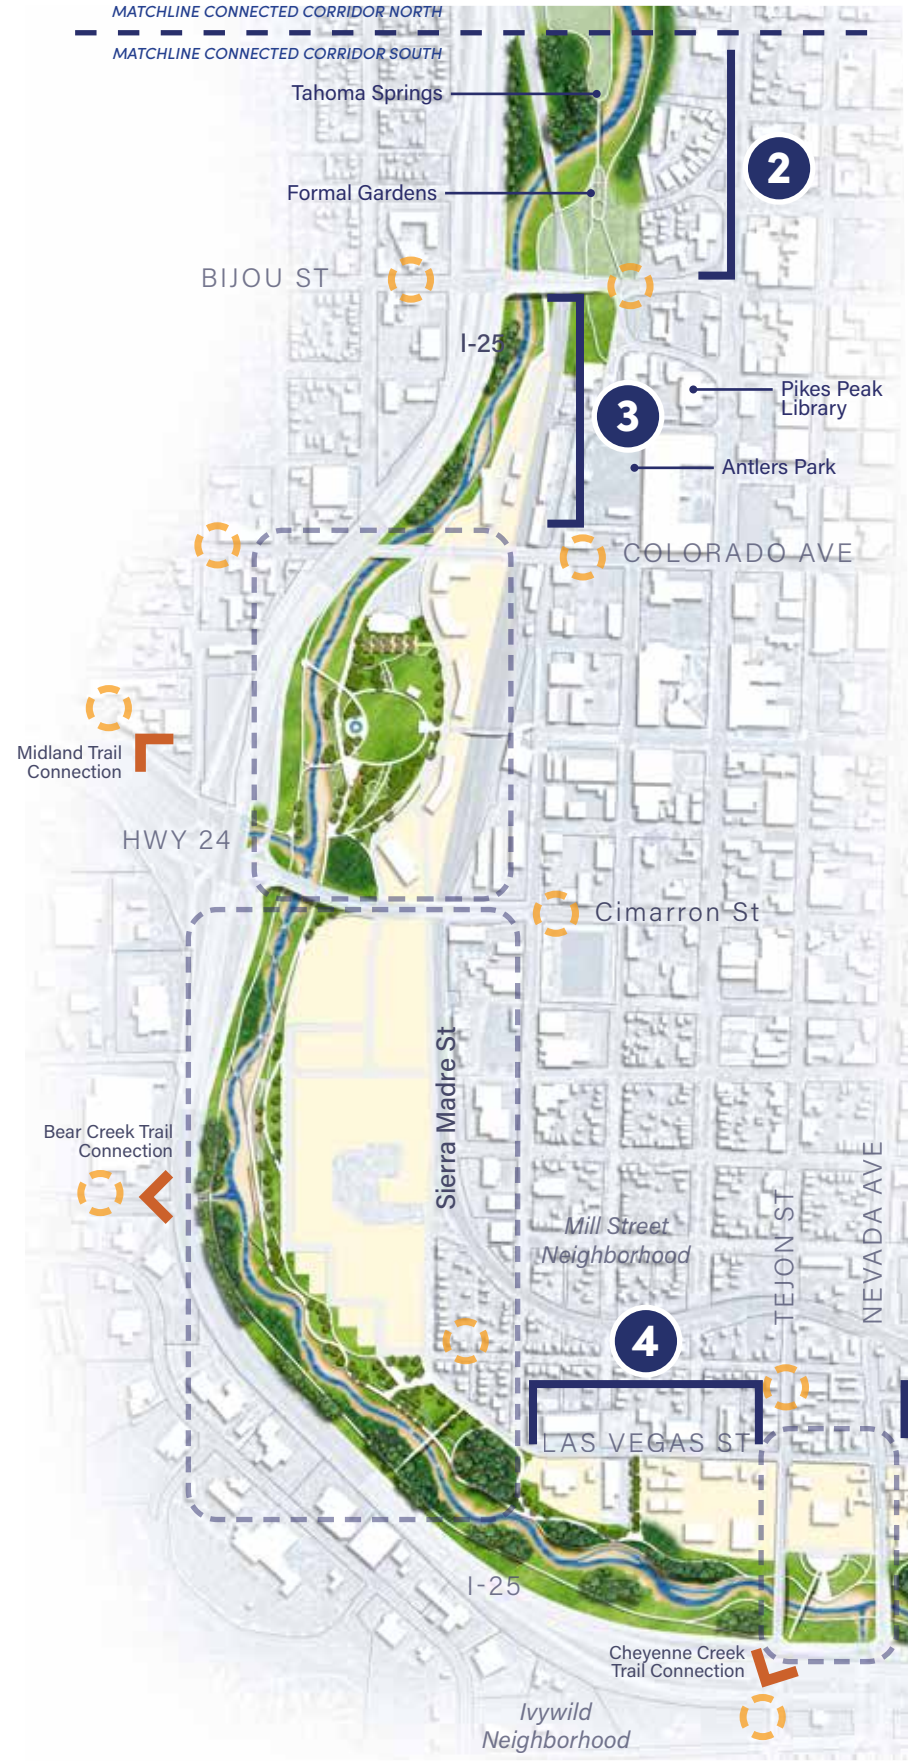 MATCHLINE CONNECTED CORRIDOR NORTH
MATCHLINE CONNECTED CORRIDOR SOUTH
Tahoma Springs
2
Formal Gardens
BIJOU ST
I-25
Pikes Peak
Library
3
Antlers Park
COLORADO AVE
Midland Trail
Connection
HWY 24
Cimarron St
Sierra Madre St
Bear Creek Trail
Connection
Mill Street
Neighborhood
TEJON ST
NEVADA AVE
4
LAS VEGAS ST
I-25
Cheyenne Creek
Trail Connection
Ivywild
Neighborhood